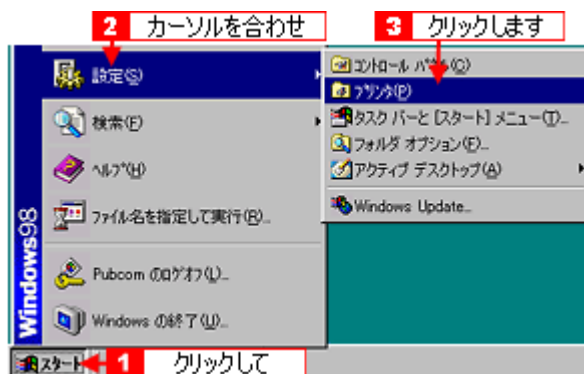 2 カーソルを合わせ
3 クリックします
設定(S)
検索(F)
ヘルプ(H)
ファイル名を指定して実行(R)...
Pubcom のログオフ(L)...
Windows の終了(U)...
Windows98
コントロール パネル(C)
プリンタ(P)
タスク バーと [スタート] メニュー(T)...
フォルダ オプション(F)...
アクティブ デスクトップ(A)
Windows Update...
スタート
1 クリックして